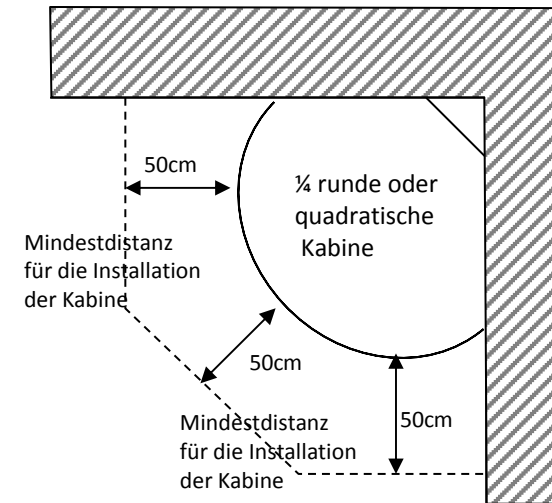 50cm
¼ runde oder
quadratische
Kabine
Mindestdistanz
für die Installation
der Kabine
50cm
50cm
Mindestdistanz
für die Installation
der Kabine